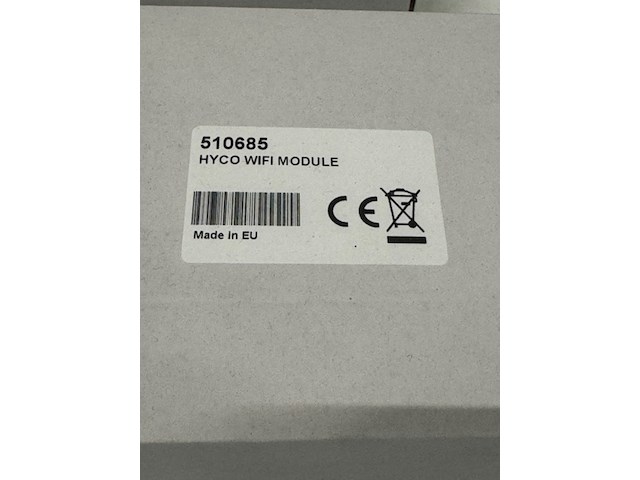 510685
HYCO WIFI MODULE
CE
Made in EU